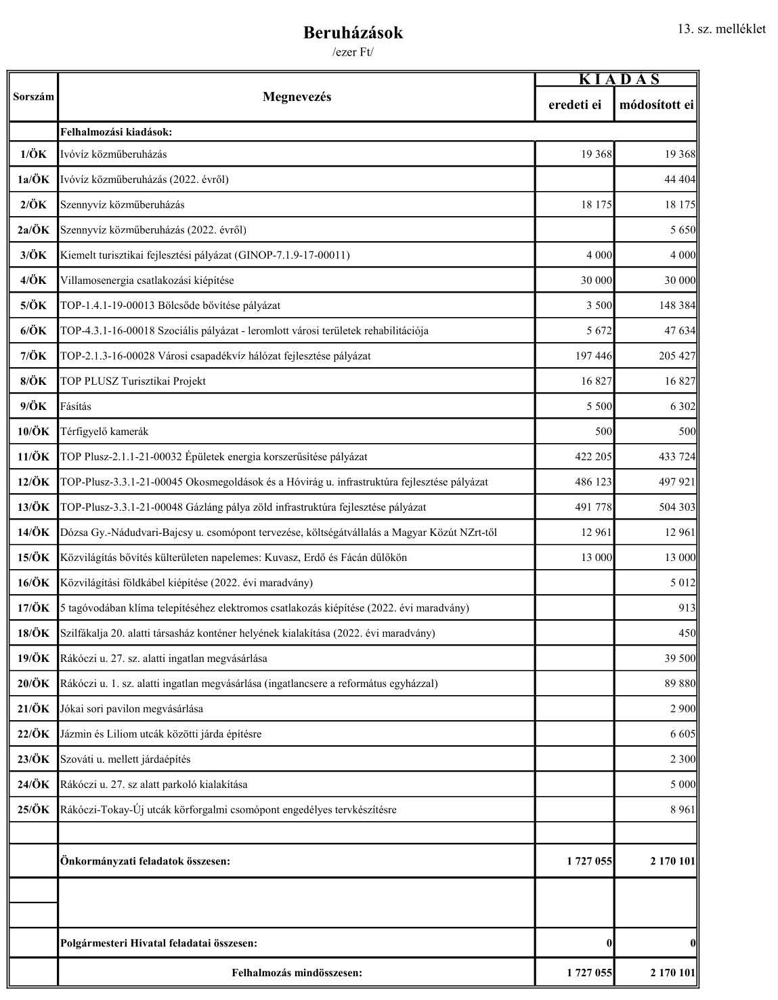 Beruházások
13. sz. melléklet
/ezer Ft/
Sorszám Megnevezés K I A D Á S
eredeti ei módosított ei
Felhalmozási kiadások:
1/ÖK Ivóvíz közműberuházás 19 368 19 368
1a/ÖK Ivóvíz közműberuházás (2022. évről) 44 404
2/ÖK Szennyvíz közműberuházás 18 175 18 175
2a/ÖK Szennyvíz közműberuházás (2022. évről) 5 650
3/ÖK Kiemelt turisztikai fejlesztési pályázat (GINOP-7.1.9-17-00011) 4 000 4 000
4/ÖK Villamosenergia csatlakozási kiépítése 30 000 30 000
5/ÖK TOP-1.4.1-19-00013 Bölcsőde bővítése pályázat 3 500 148 384
6/ÖK TOP-4.3.1-16-00018 Szociális pályázat - leromlott városi területek rehabilitációja 5 672 47 634
7/ÖK TOP-2.1.3-16-00028 Városi csapadékvíz hálózat fejlesztése pályázat 197 446 205 427
8/ÖK TOP PLUSZ Turisztikai Projekt 16 827 16 827
9/ÖK Fásítás 5 500 6 302
10/ÖK Térfigyelő kamerák 500 500
11/ÖK TOP Plusz-2.1.1-21-00032 Épületek energia korszerűsítése pályázat 422 205 433 724
12/ÖK TOP-Plusz-3.3.1-21-00045 Okosmegoldások és a Hóvirág u. infrastruktúra fejlesztése pályázat 486 123 497 921
13/ÖK TOP-Plusz-3.3.1-21-00048 Gázláng pálya zöld infrastruktúra fejlesztése pályázat 491 778 504 303
14/ÖK Dózsa Gy.-Nádudvari-Bajcsy u. csomópont tervezése, költségátvállalás a Magyar Közút NZrt-től 12 961 12 961
15/ÖK Közvilágítás bővítés külterületen napelemes: Kuvasz, Erdő és Fácán dűlőkön 13 000 13 000
16/ÖK Közvilágítási földkábel kiépítése (2022. évi maradvány) 5 012
17/ÖK 5 tagóvodában klíma telepítéséhez elektromos csatlakozás kiépítése (2022. évi maradvány) 913
18/ÖK Szilfákalja 20. alatti társasház konténer helyének kialakítása (2022. évi maradvány) 450
19/ÖK Rákóczi u. 27. sz. alatti ingatlan megvásárlása 39 500
20/ÖK Rákóczi u. 1. sz. alatti ingatlan megvásárlása (ingatlancsere a református egyházzal) 89 880
21/ÖK Jókai sori pavilon megvásárlása 2 900
22/ÖK Jázmin és Liliom utcák közötti járda építésre 6 605
23/ÖK Szováti u. mellett járdaépítés 2 300
24/ÖK Rákóczi u. 27. sz alatt parkoló kialakítása 5 000
25/ÖK Rákóczi-Tokay-Új utcák körforgalmi csomópont engedélyes tervkészítésre 8 961
Önkormányzati feladatok összesen: 1 727 055 2 170 101
Polgármesteri Hivatal feladatai összesen: 0 0
Felhalmozás mindösszesen: 1 727 055 2 170 101